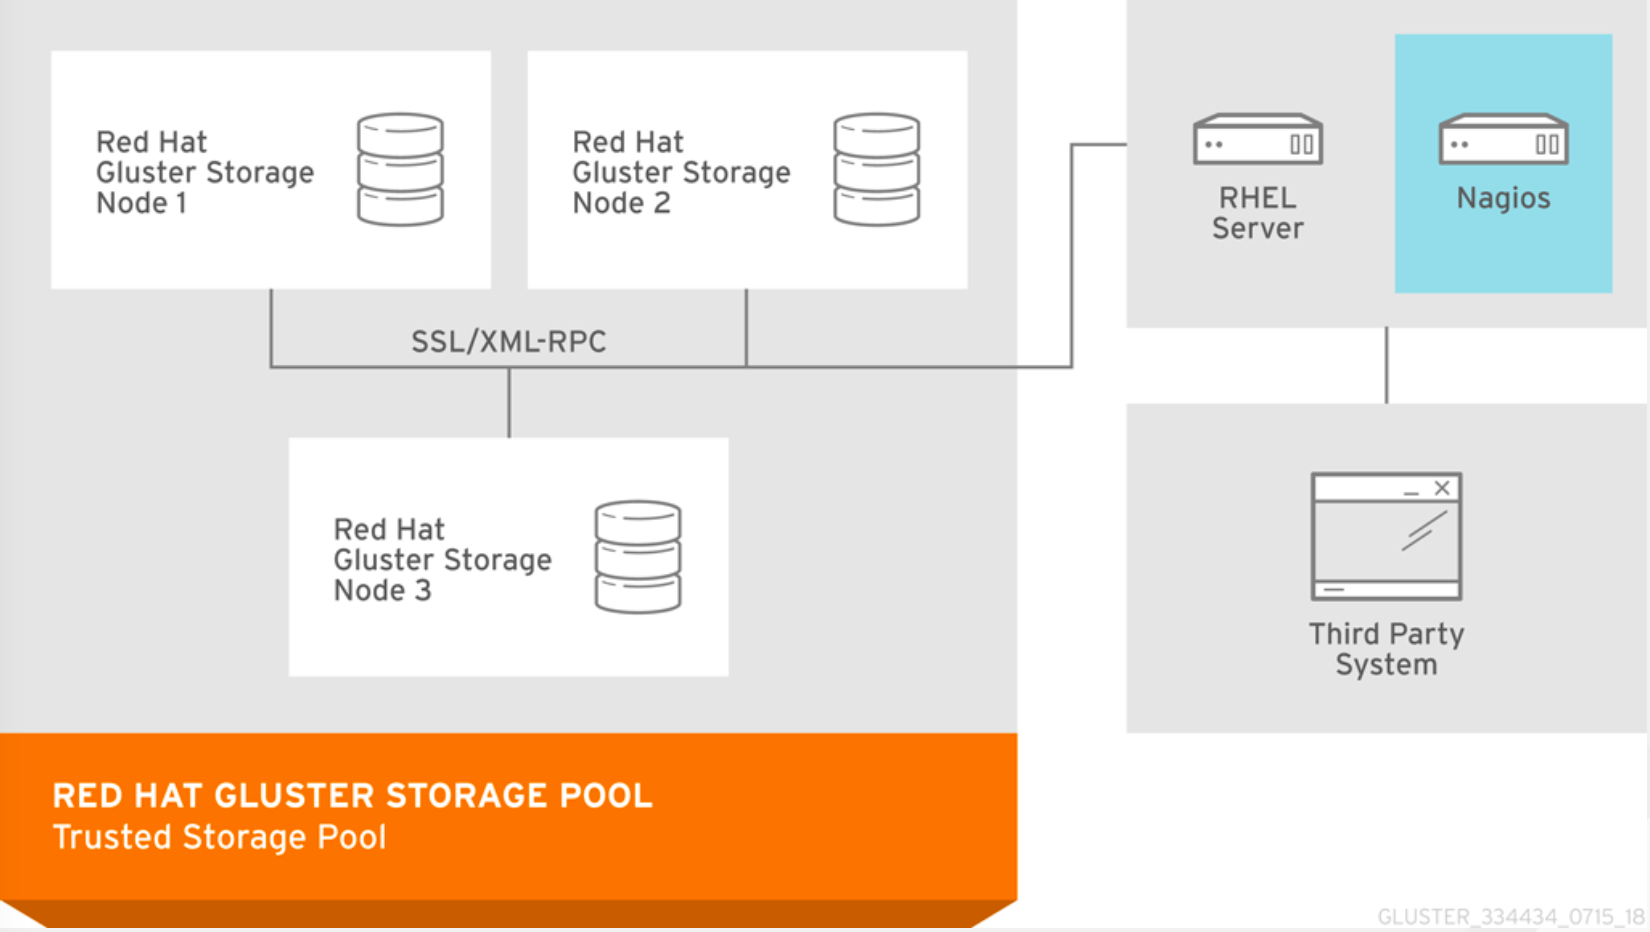 Red Hat
Gluster Storage
Node 1
Red Hat
Gluster Storage
Node 2
RHEL
Server
Nagios
SSL/XML-RPC
Red Hat
Gluster Storage
Node 3
Third Party
System
RED HAT GLUSTER STORAGE POOL
Trusted Storage Pool
GLUSTER_334434_0715_18